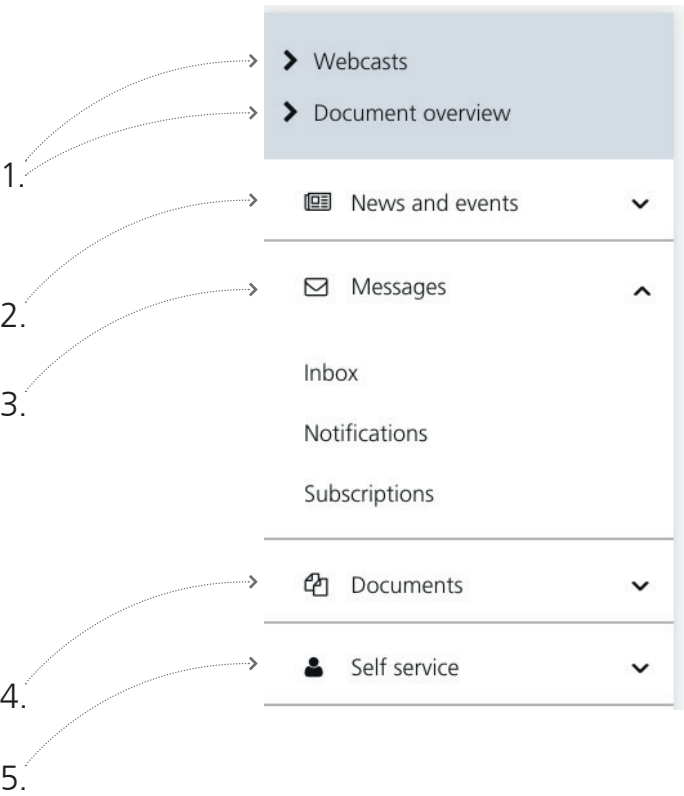 Webcasts
Document overview
1.
News and events
2.
Messages
3.
Inbox
Notifications
Subscriptions
4.
Documents
5.
Self service